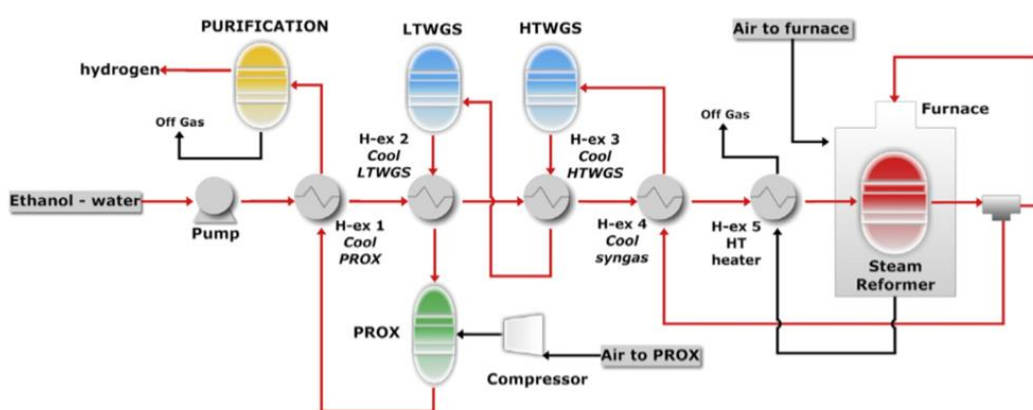 PURIFICATION
LTWGS
HTWGS
Air to furnace
hydrogen
Off Gas
Off Gas
Furnace
H-ex 2
Cool
LTWGS
H-ex 3
Cool
HTWGS
Ethanol - water
Pump
H-ex 1
Cool
PROX
H-ex 4
Cool
syngas
H-ex 5
HT
heater
Steam
Reformer
PROX
Compressor
Air to PROX